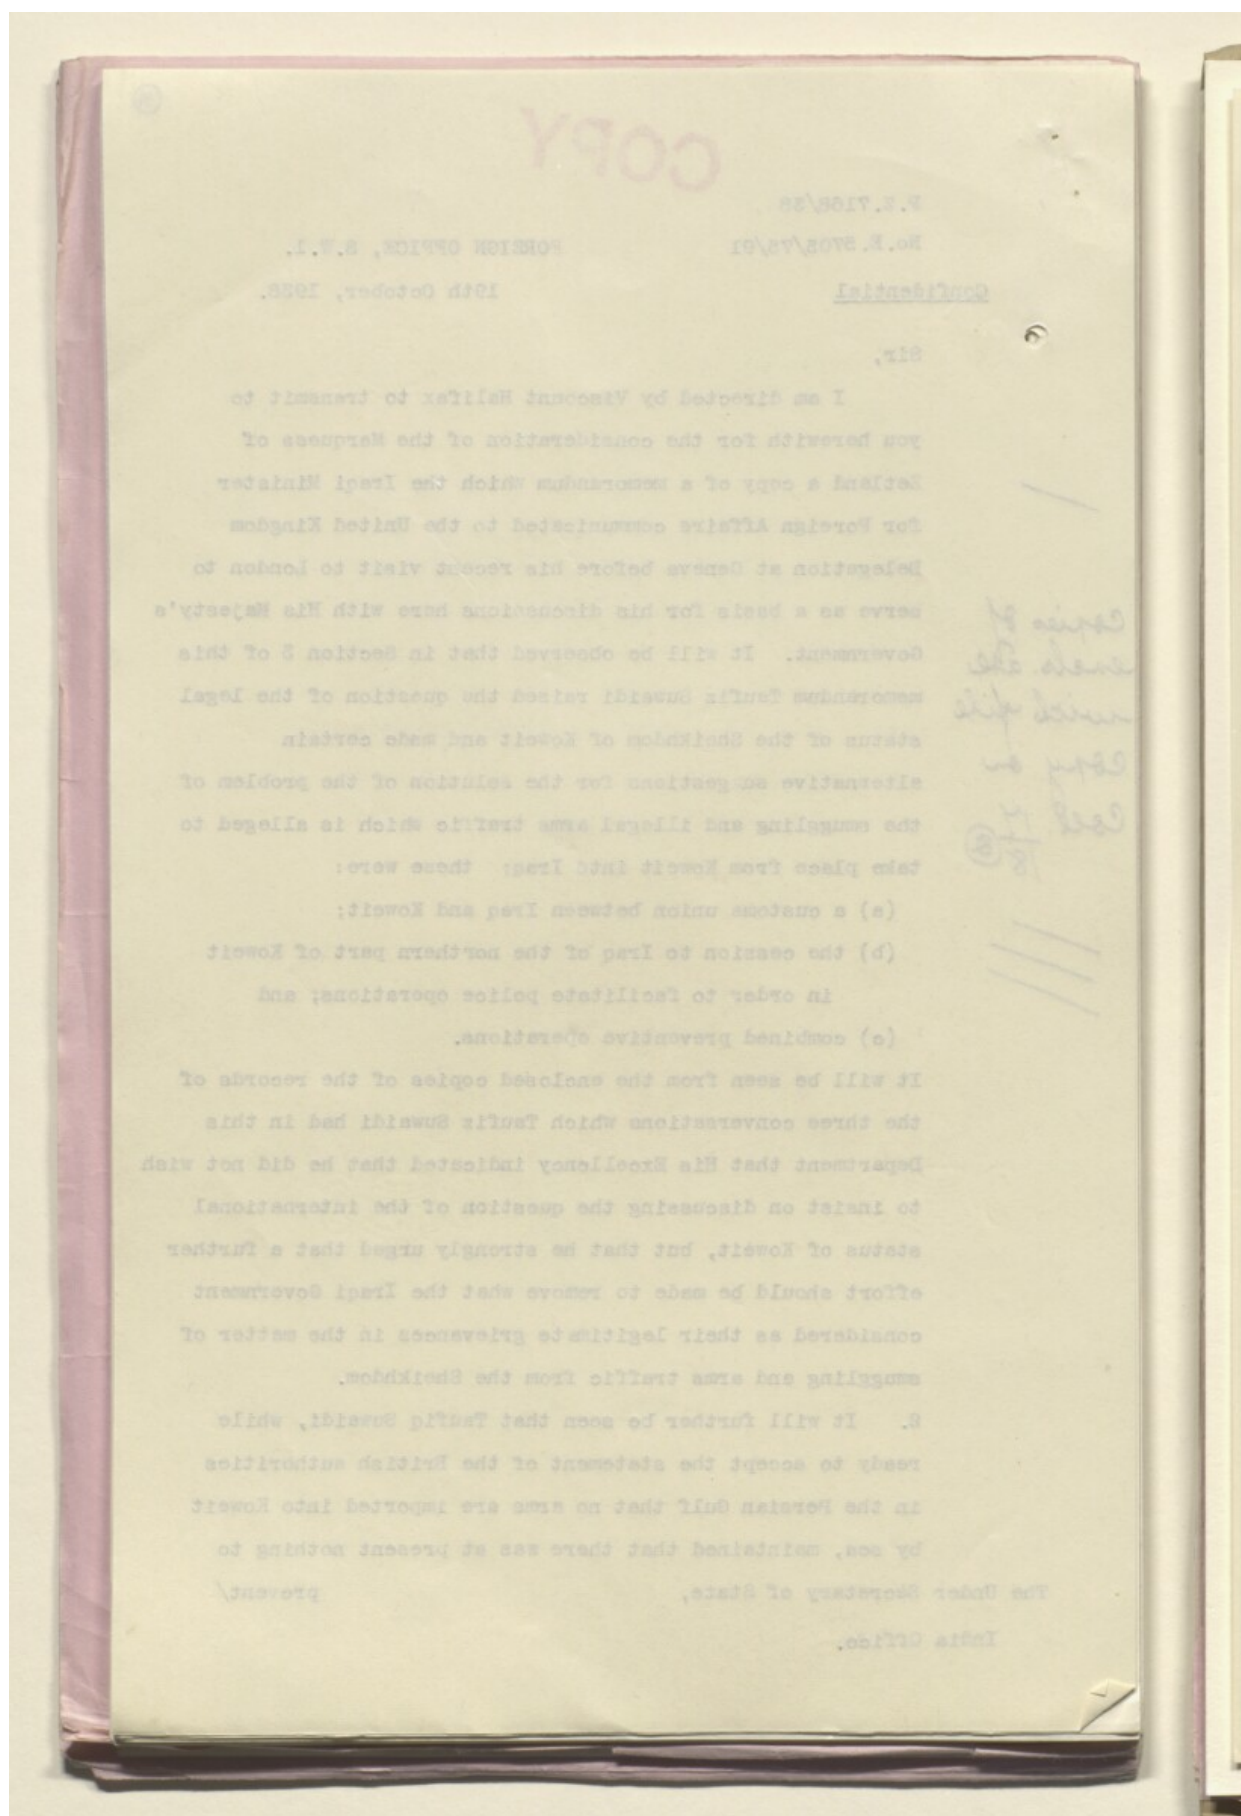 COPY
P.Z.7168/38
No.E.5705/75/91
FOREIGN OFFICE, S.W.1.
Confidential
19th October, 1938.
Sir,
I am directed by Viscount Halifax to transmit to
you herewith for the consideration of the Marquess of
Zetland a copy of a memorandum which the Iraqi Minister
for Foreign Affairs communicated to the United Kingdom
Delegation at Geneva before his recent visit to London to
serve as a basis for his discussions here with His Majesty's
Government. It will be observed that in Section 5 of this
memorandum Taufiz Suwaidi raised the question of the legal
status of the Sheikhdom of Koweit and made certain
alternative suggestions for the solution of the problem of
the smuggling and illegal arms traffic which is alleged to
take place from Koweit into Iraq: these were:
(a) a customs union between Iraq and Koweit;
(b) the cession to Iraq of the northern part of Koweit
in order to facilitate police operations; and
(c) combined preventive operations.
It will be seen from the enclosed copies of the records of
the three conversations which Taufiz Suwaidi had in this
Department that His Excellency indicated that he did not wish
to insist on discussing the question of the international
status of Koweit, but that he strongly urged that a further
effort should be made to remove what the Iraqi Government
considered as their legitimate grievances in the matter of
smuggling and arms traffic from the Sheikhdom.
2. It will further be seen that Taufiq Suwaidi, while
ready to accept the statement of the British authorities
in the Persian Gulf that no arms are imported into Koweit
by sea, maintained that there was at present nothing to
prevent/
The Under Secretary of State,
India Office.
Copies of
encls. are
with file
copy on